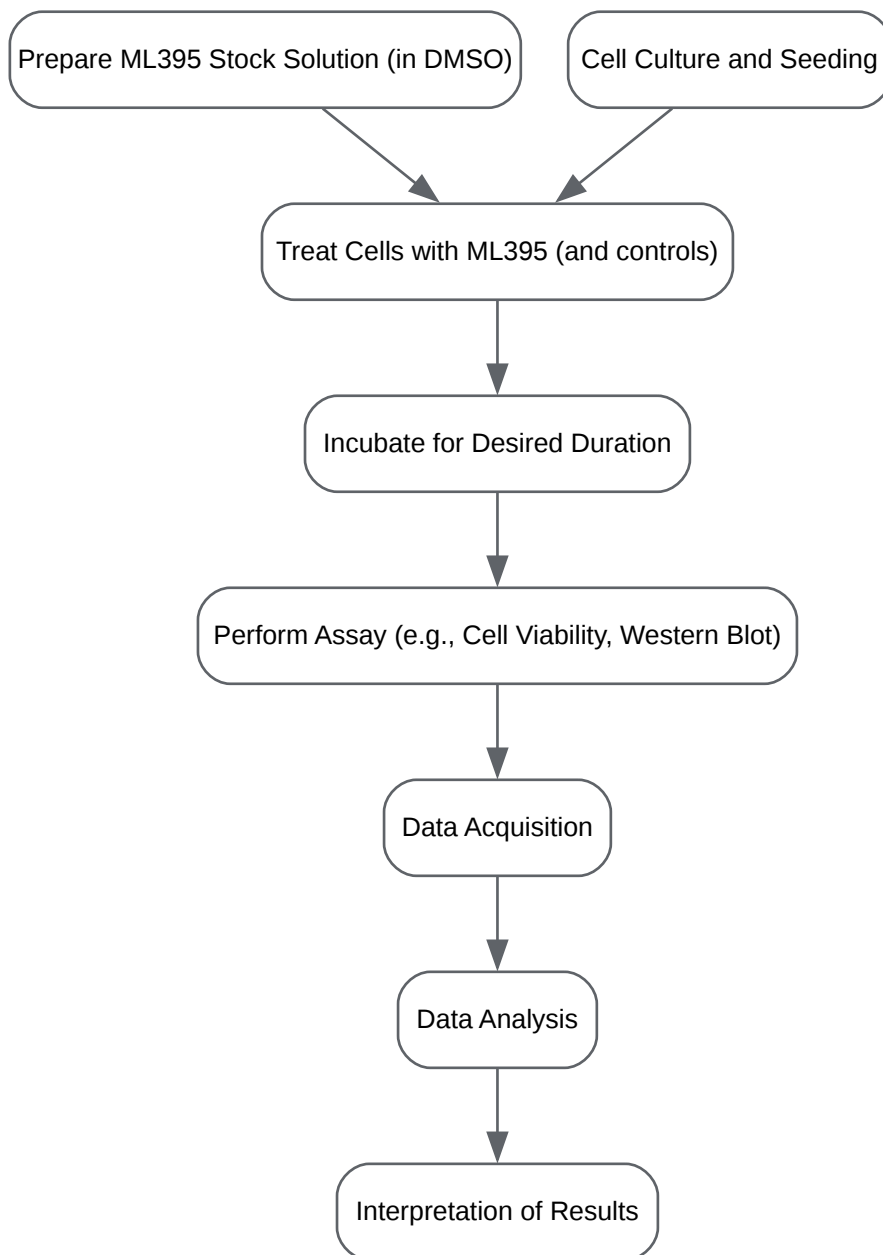 Prepare ML395 Stock Solution (in DMSO)
Cell Culture and Seeding
Treat Cells with ML395 (and controls)
Incubate for Desired Duration
Perform Assay (e.g., Cell Viability, Western Blot)
Data Acquisition
Data Analysis
Interpretation of Results